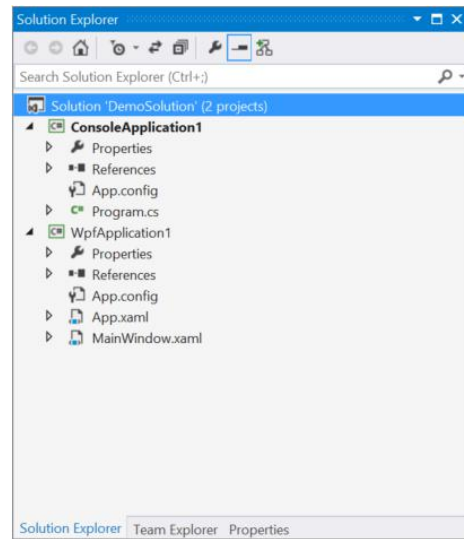 Solution Explorer
Search Solution Explorer (Ctrl+;)
Solution 'DemoSolution' (2 projects)
C# ConsoleApplication1
Properties
References
App.config
C# Program.cs
C# WpfApplication1
Properties
References
App.config
App.xaml
MainWindow.xaml
Solution Explorer Team Explorer Properties